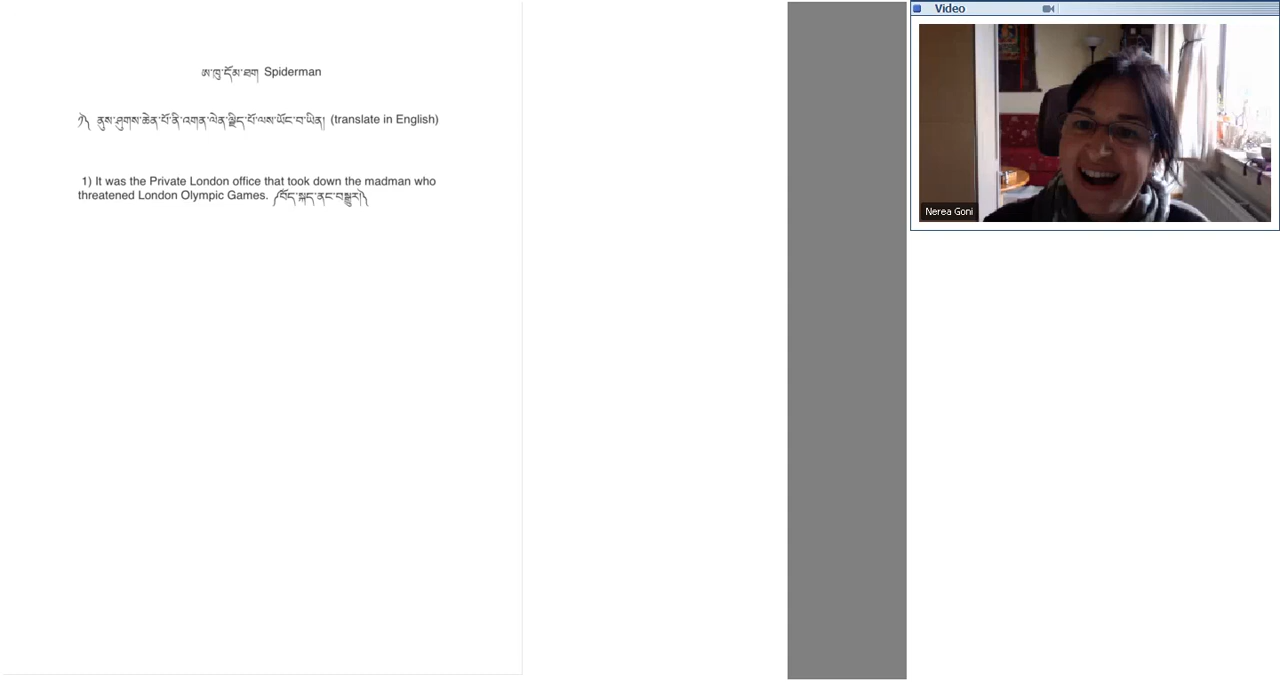 ཨ་ཁུ་དོམ་ཐག Spiderman
༡༽ ནུས་ཤུགས་ཆེན་པོ་ནི་འགན་ལེན་ལྗིད་པོ་ལས་ཡོང་བ་ཡིན། (translate in English)
1) It was the Private London office that took down the madman who
threatened London Olympic Games. ༼བོད་སྐད་ནང་བསྒྱུར།༽
Video
Nerea Goni